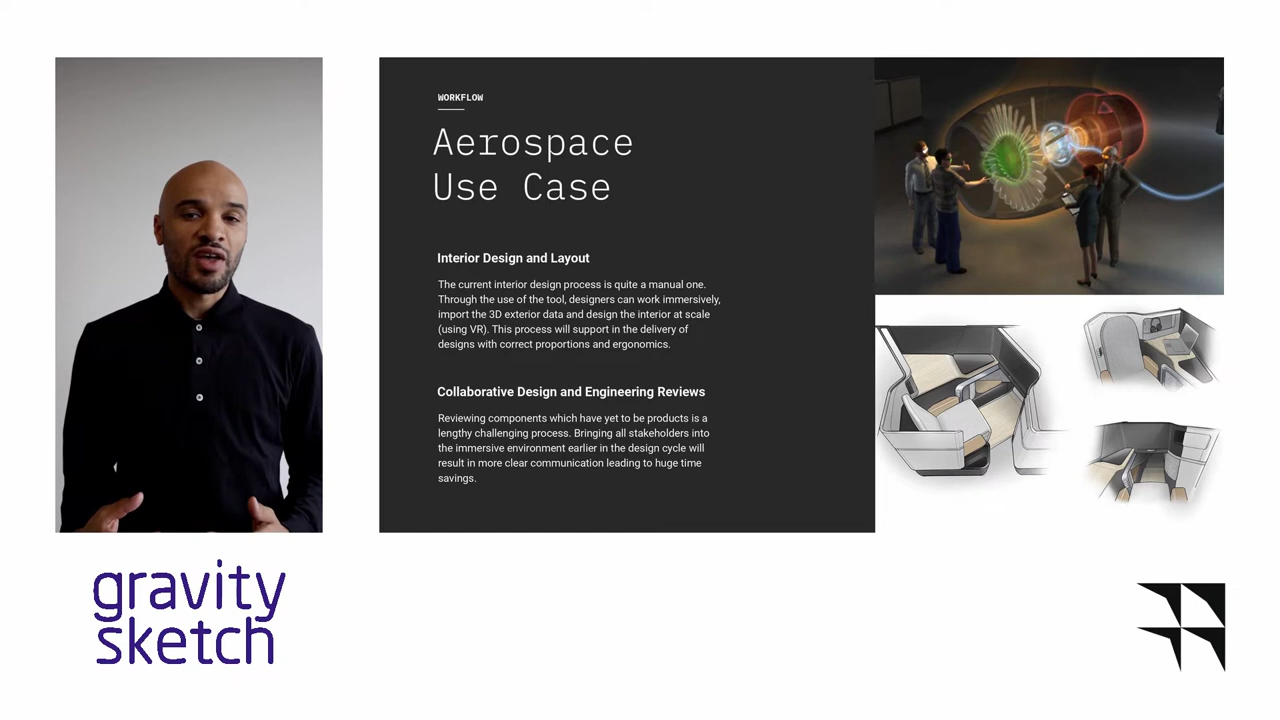 WORKFLOW
Aerospace
Use Case
Interior Design and Layout
The current interior design process is quite a manual one.
Through the use of the tool, designers can work immersively,
import the 3D exterior data and design the interior at scale
(using VR). This process will support in the delivery of
designs with correct proportions and ergonomics.
Collaborative Design and Engineering Reviews
Reviewing components which have yet to be products is a
lengthy challenging process. Bringing all stakeholders into
the immersive environment earlier in the design cycle will
result in more clear communication leading to huge time
savings.
gravity
sketch